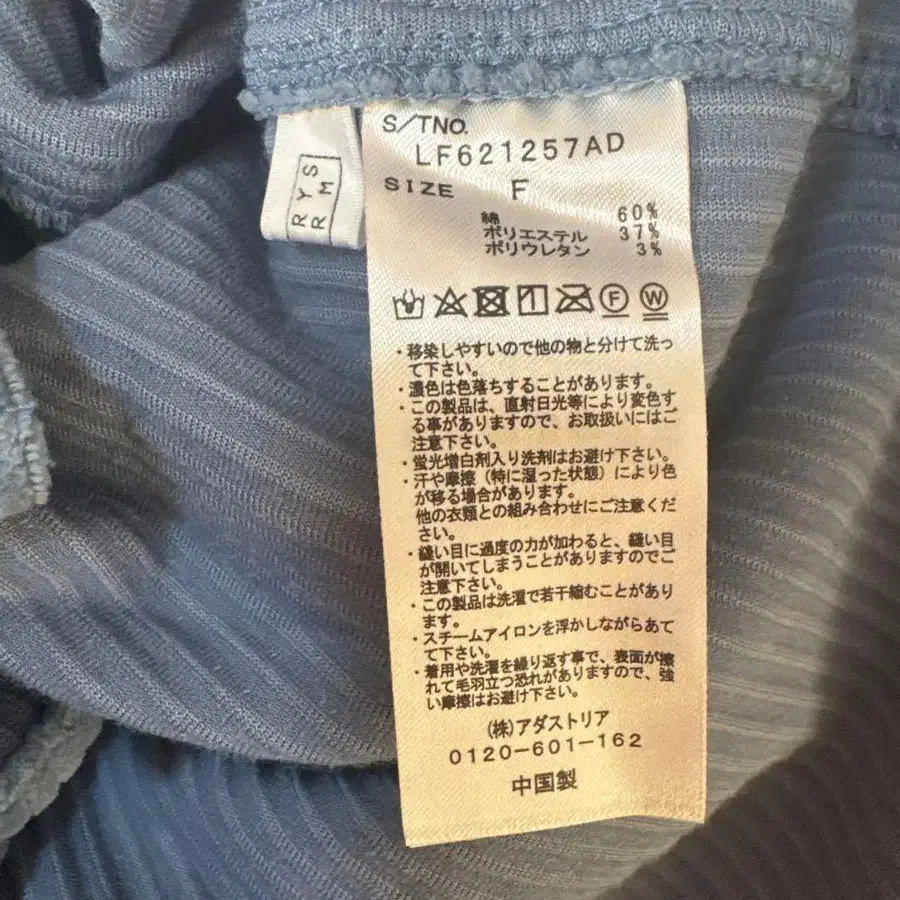 S/TNO.
LF621257AD
SIZE F
綿 60%
ポリエステル 37%
ポリウレタン 3%
F W
・移染しやすいので他の物と分けて洗っ
て下さい。
・濃色は色落ちすることがあります。
・この製品は、直射日光等により変色す
る事がありますので、お取扱いにはご
注意下さい。
・蛍光増白剤入り洗剤はお避け下さい。
・汗や摩擦（特に湿った状態）により色
が移る場合があります。
他の衣類との組み合わせにご注意くだ
さい。
・縫い目に過度の力が加わると、縫い目
が開いてしまうことがありますのでご
注意下さい。
・この製品は洗濯で若干縮むことがあり
ます。
・スチームアイロンを浮かしながらあて
て下さい。
・着用や洗濯を繰り返す事で、表面が擦
れて毛羽立つ恐れがありますので、強
い摩擦はお避け下さい。
(株)アダストリア
0120-601-162
中国製
RYS
RM